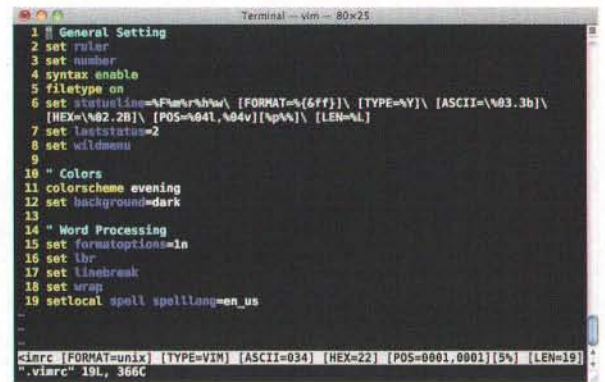 Terminal — vim — 80×25
1 " General Setting
2 set ruler
3 set number
4 syntax enable
5 filetype on
6 set statusline=%F%m%r%h%w\ [FORMAT=%{&ff}]\ [TYPE=%Y]\ [ASCII=\%03.3b]\
[HEX=\%02.2B]\ [POS=%04l,%04v][%p%%]\ [LEN=%L]
7 set laststatus=2
8 set wildmenu
9
10 " Colors
11 colorscheme evening
12 set background=dark
13
14 " Word Processing
15 set formatoptions=1n
16 set lbr
17 set linebreak
18 set wrap
19 setlocal spell spelllang=en_us
~
~
~
<imrc [FORMAT=unix] [TYPE=VIM] [ASCII=034] [HEX=22] [POS=0001,0001][5%] [LEN=19]
".vimrc" 19L, 366C